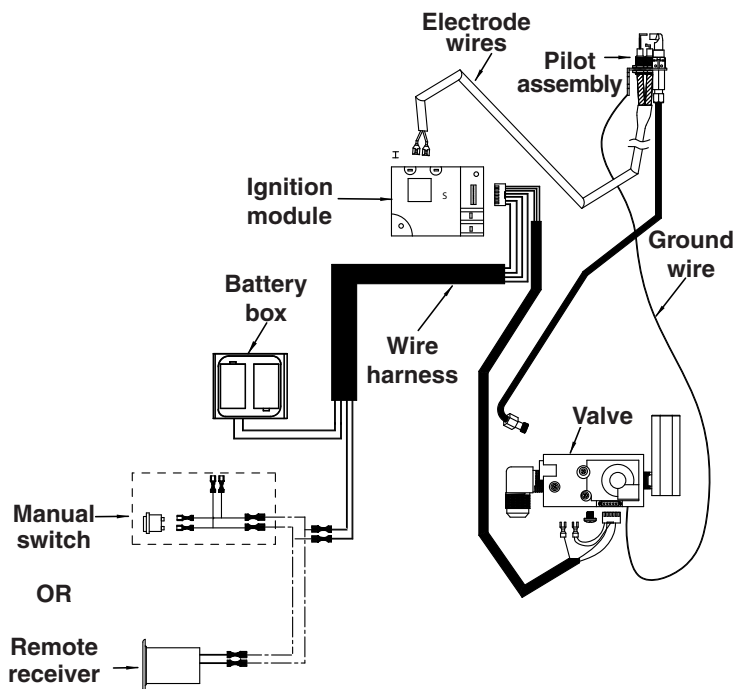 Electrode
wires
Pilot
assembly
Ignition
module
I
S
Ground
wire
Battery
box
Wire
harness
Valve
Manual
switch
OR
Remote
receiver